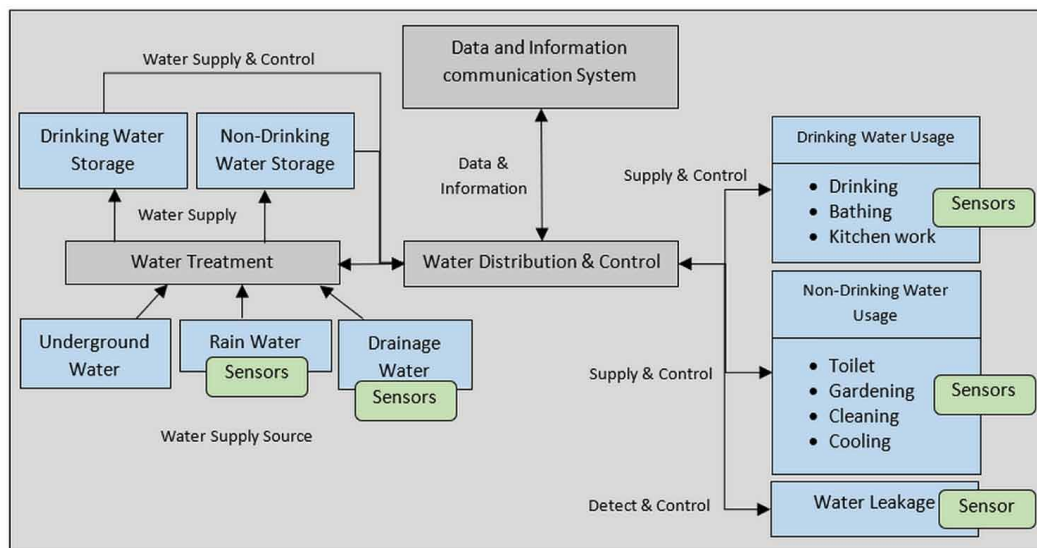 Water Supply & Control
Data and Information
communication System
Drinking Water
Storage
Non-Drinking
Water Storage
Data &
Information
Water Supply
Water Treatment
Water Distribution & Control
Underground
Water
Rain Water
Sensors
Drainage
Water
Sensors
Water Supply Source
Supply & Control
Drinking Water Usage
• Drinking
• Bathing
• Kitchen work
Sensors
Supply & Control
Non-Drinking Water
Usage
• Toilet
• Gardening
• Cleaning
• Cooling
Sensors
Detect & Control
Water Leakage
Sensor